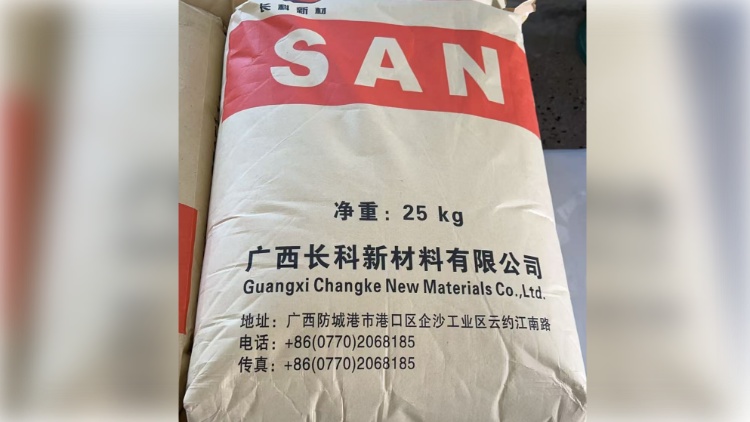 长科新材
SAN
净重：25 kg
广西长科新材料有限公司
Guangxi Changke New Materials Co.,Ltd.
地址：广西防城港市港口区企沙工业区云约江南路
电话：+86(0770)2068185
传真：+86(0770)2068185